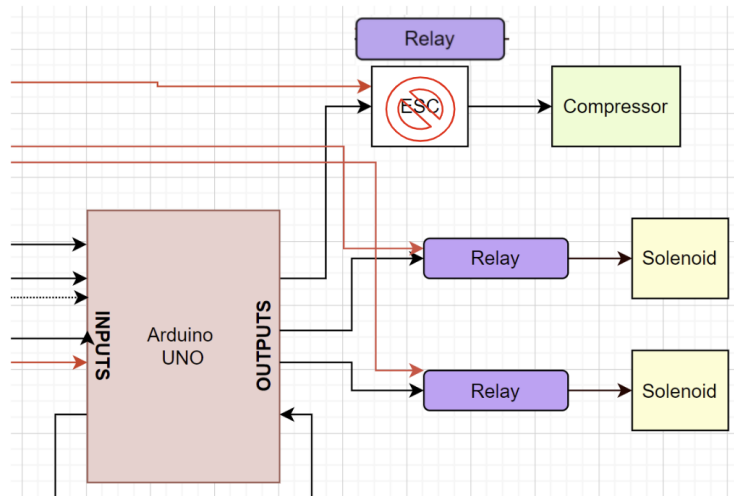 Relay
ESC
Compressor
Relay
Solenoid
INPUTS
Arduino
UNO
OUTPUTS
Relay
Solenoid